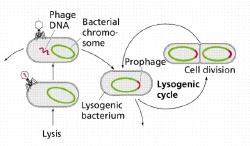 Phage
DNA
Bacterial
chromo-
some
Prophage
Cell division
Lysogenic
bacterium
Lysogenic
cycle
Lysis